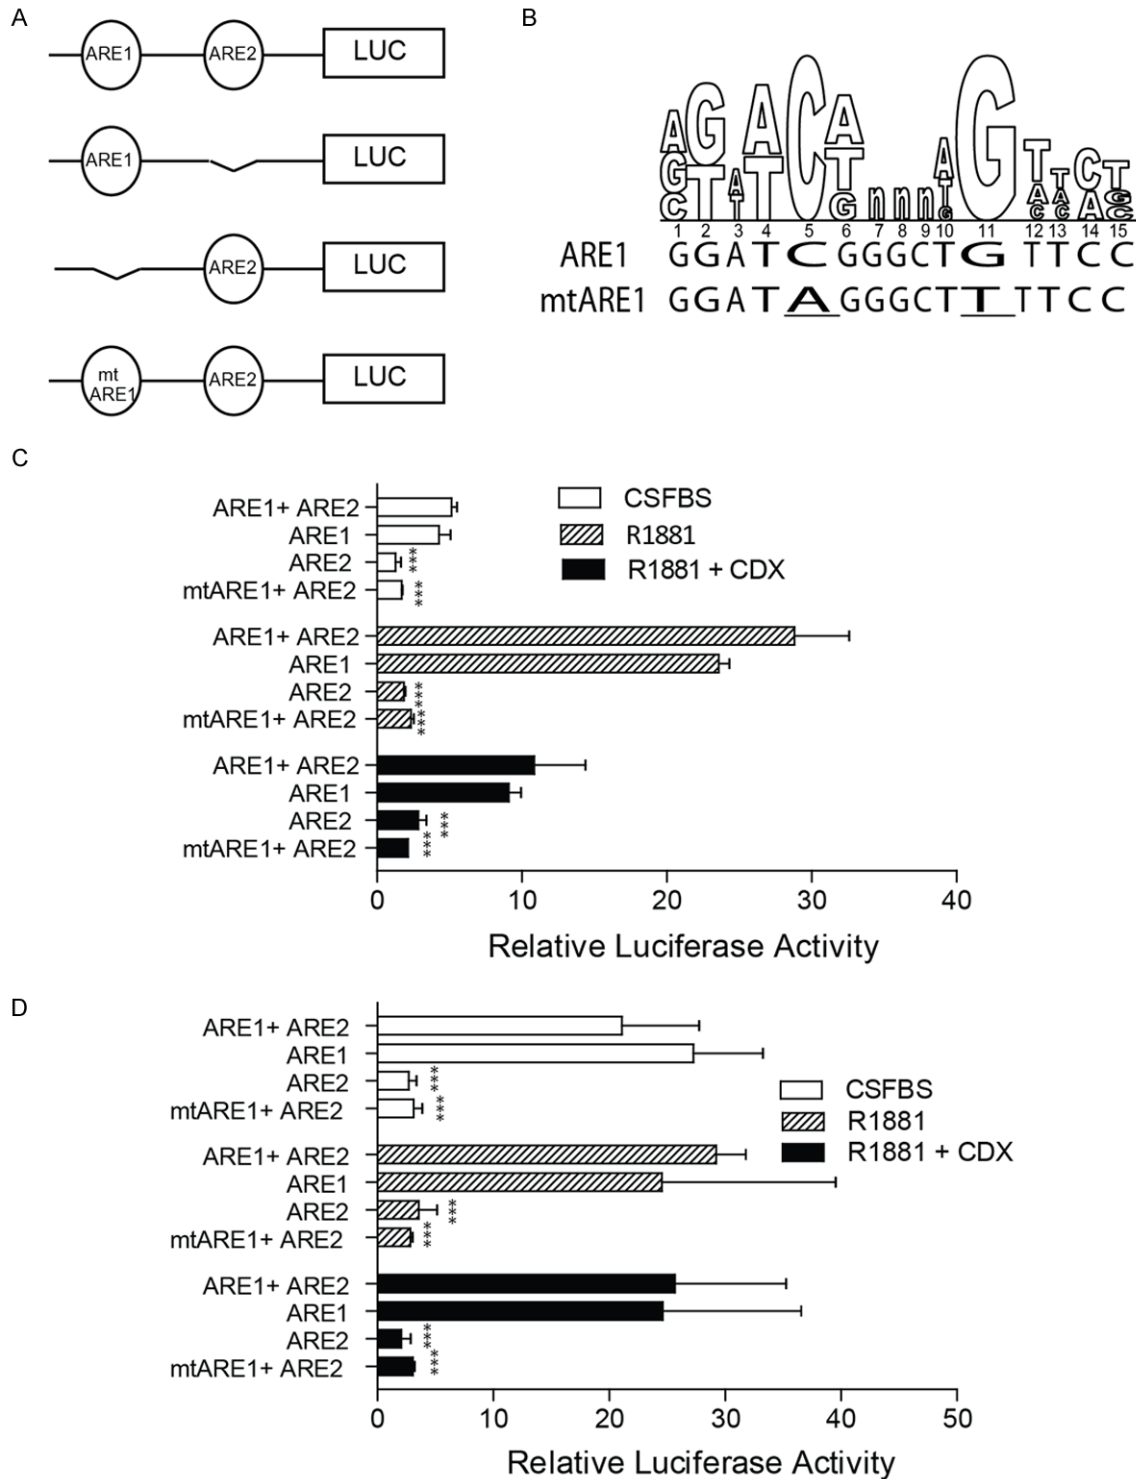 A
ARE1 ARE2 LUC
ARE1 LUC
ARE2 LUC
mt
ARE1 ARE2 LUC
B
A G A A C A n n n A G T T C T
G T T T T T A C A G
C G G C C C
1 2 3 4 5 6 7 8 9 10 11 12 13 14 15
ARE1 G G A T C G G G C T G T T C C
mtARE1 G G A T A G G G C T T T T C C
C
ARE1+ ARE2
ARE1
ARE2 ***
mtARE1+ ARE2 ***
ARE1+ ARE2
ARE1
ARE2 ***
mtARE1+ ARE2 ***
ARE1+ ARE2
ARE1
ARE2 ***
mtARE1+ ARE2 ***
CSFBS
R1881
R1881 + CDX
0 10 20 30 40
Relative Luciferase Activity
D
ARE1+ ARE2
ARE1
ARE2 ***
mtARE1+ ARE2 ***
ARE1+ ARE2
ARE1
ARE2 ***
mtARE1+ ARE2 ***
ARE1+ ARE2
ARE1
ARE2 ***
mtARE1+ ARE2 ***
CSFBS
R1881
R1881 + CDX
0 10 20 30 40 50
Relative Luciferase Activity